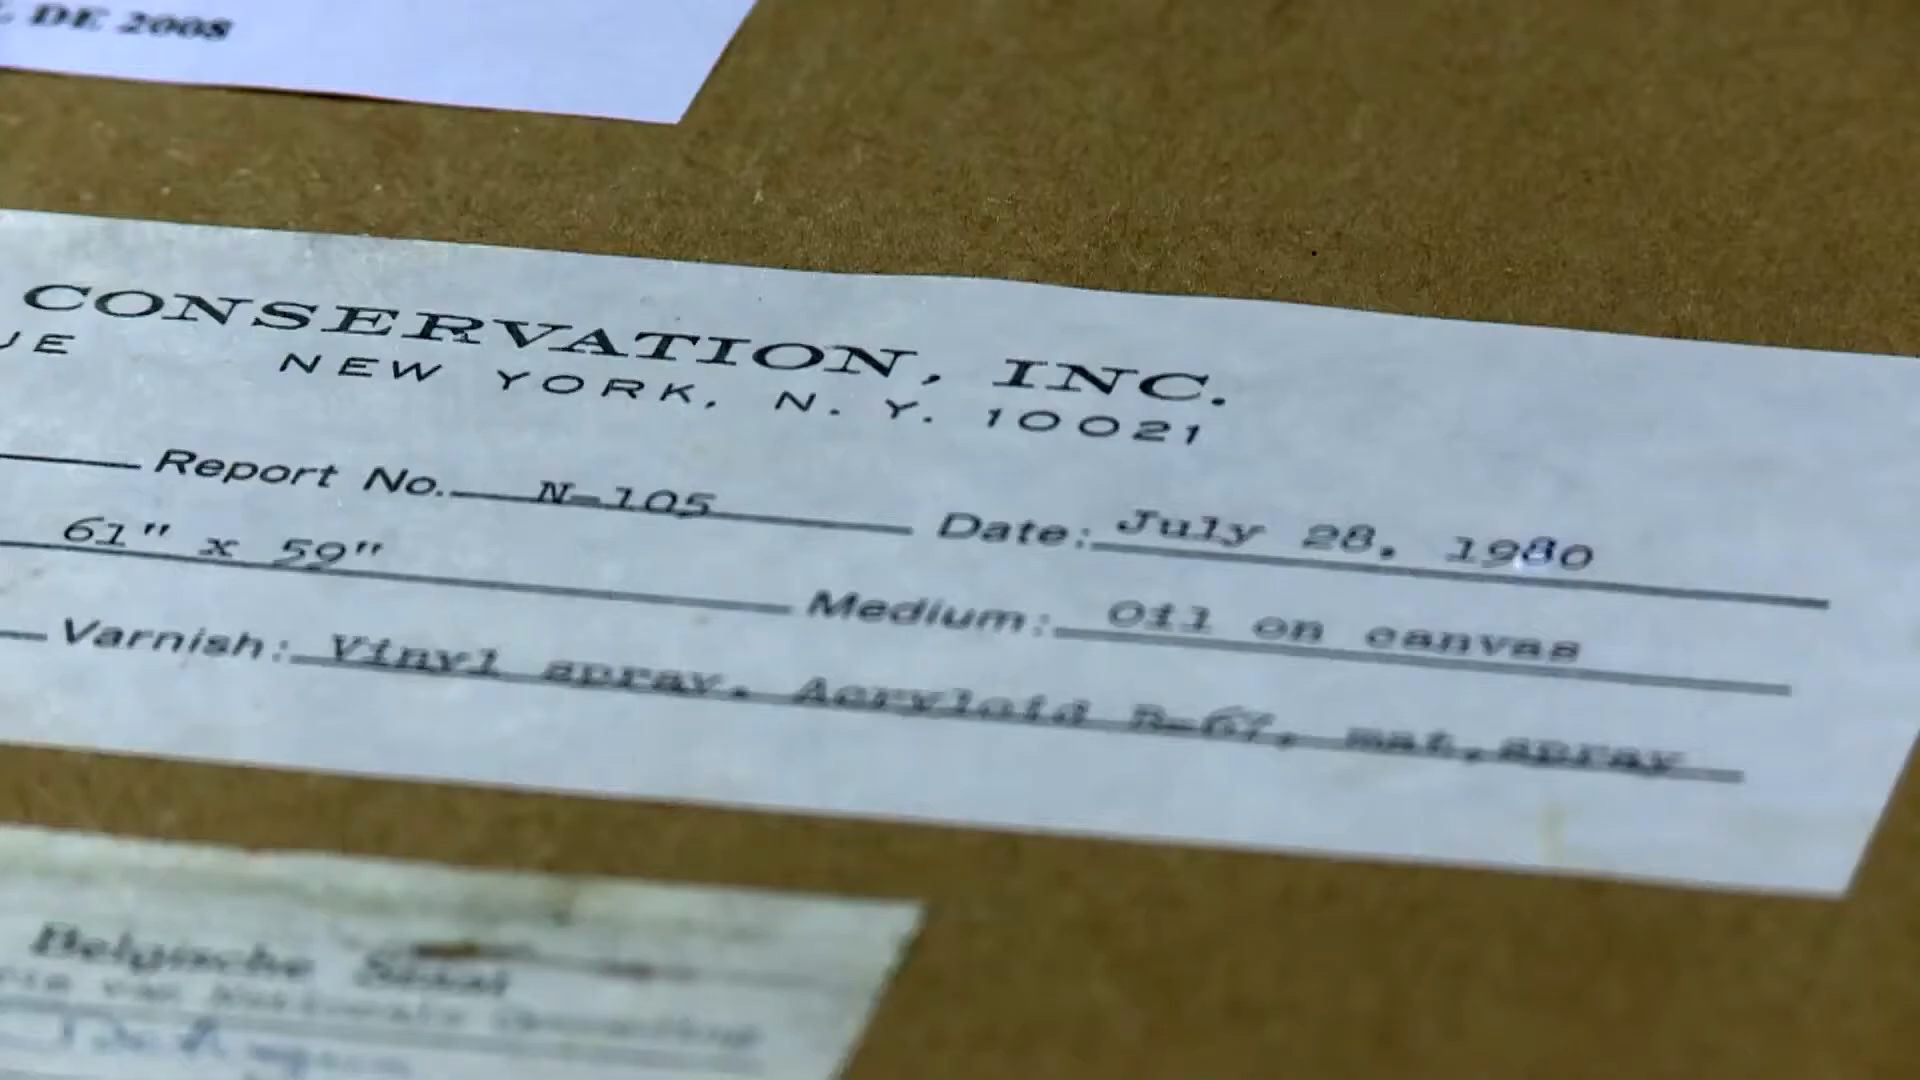 DE 2008
CONSERVATION, INC.
UE NEW YORK, N. Y. 10021
Report No. N-105 Date: July 28, 1980
61" x 59" Medium: Oil on canvas
Varnish: Vinyl spray. Acryloid B-67, mat, spray
Belgische Staat